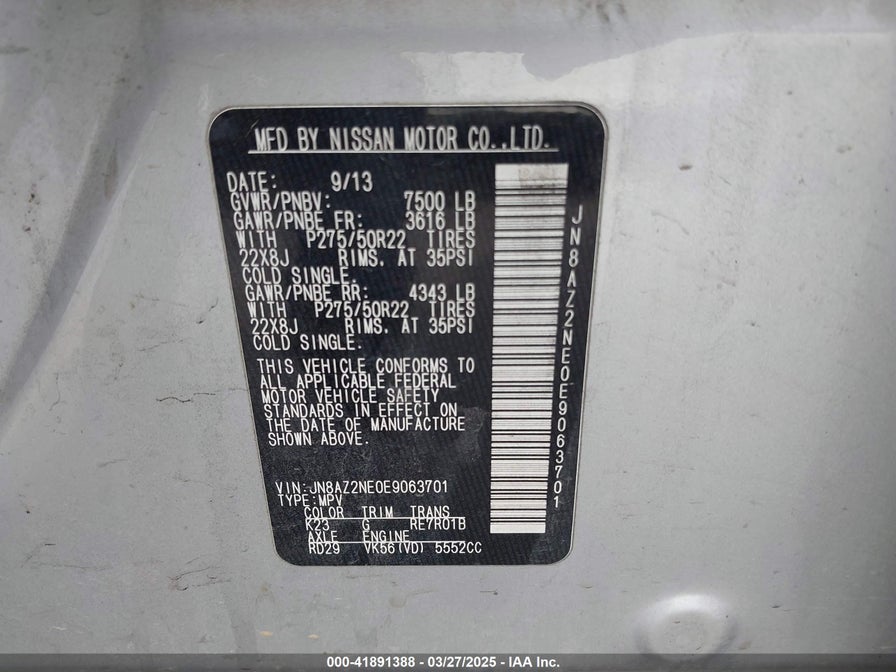 MFD BY NISSAN MOTOR CO.,LTD.
DATE: 9/13
GVWR/PNBV: 7500 LB
GAWR/PNBE FR: 3616 LB
WITH P275/50R22 TIRES
22X8J RIMS. AT 35PSI
COLD SINGLE.
GAWR/PNBE RR: 4343 LB
WITH P275/50R22 TIRES
22X8J RIMS. AT 35PSI
COLD SINGLE.
THIS VEHICLE CONFORMS TO
ALL APPLICABLE FEDERAL
MOTOR VEHICLE SAFETY
STANDARDS IN EFFECT ON
THE DATE OF MANUFACTURE
SHOWN ABOVE.
VIN:JN8AZ2NE0E9063701
TYPE:MPV
COLOR TRIM TRANS
K23 G RE7R01B
AXLE ENGINE
RD29 VK56(VD) 5552CC
JN8AZ2NE0E9063701
000-41891388 - 03/27/2025 - IAA Inc.